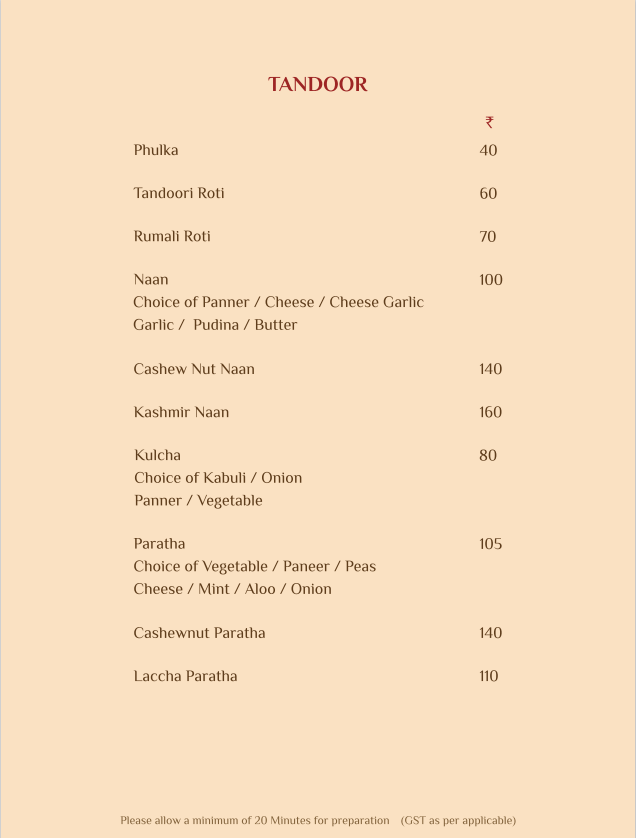 TANDOOR
₹
Phulka 40
Tandoori Roti 60
Rumali Roti 70
Naan 100
Choice of Panner / Cheese / Cheese Garlic
Garlic / Pudina / Butter
Cashew Nut Naan 140
Kashmir Naan 160
Kulcha 80
Choice of Kabuli / Onion
Panner / Vegetable
Paratha 105
Choice of Vegetable / Paneer / Peas
Cheese / Mint / Aloo / Onion
Cashewnut Paratha 140
Laccha Paratha 110
Please allow a minimum of 20 Minutes for preparation (GST as per applicable)